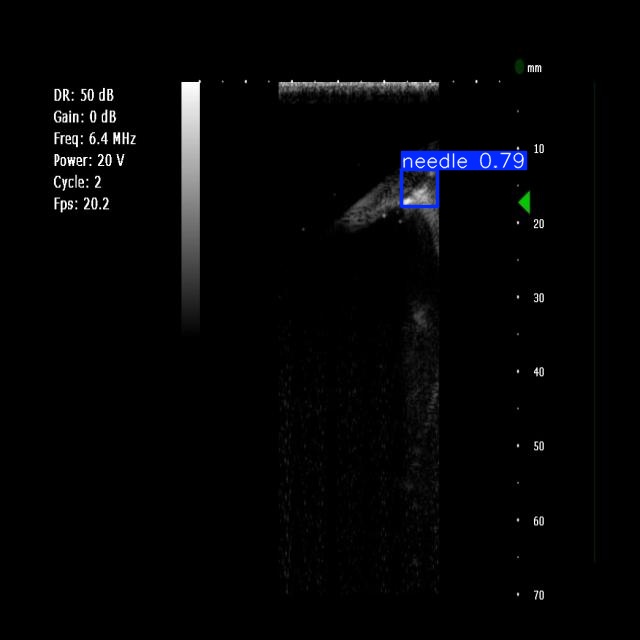 mm
DR: 50 dB
Gain: 0 dB
Freq: 6.4 MHz
Power: 20 V
Cycle: 2
Fps: 20.2
needle 0.79
10
20
30
40
50
60
70